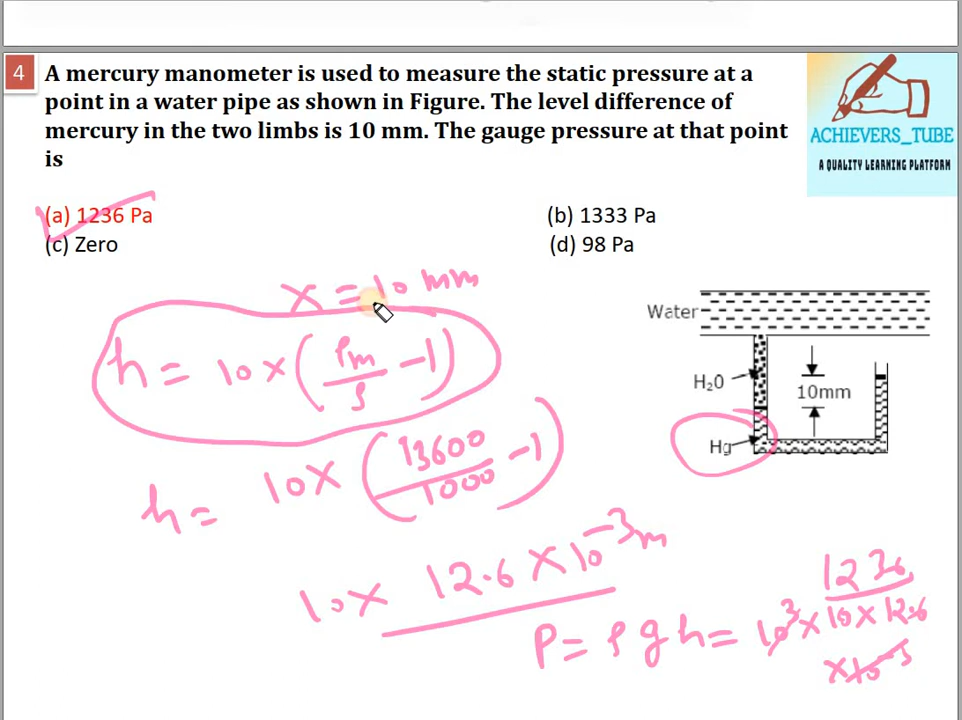 4
A mercury manometer is used to measure the static pressure at a
point in a water pipe as shown in Figure. The level difference of
mercury in the two limbs is 10 mm. The gauge pressure at that point
is
ACHIEVERS_TUBE
A QUALITY LEARNING PLATFORM
(a) 1236 Pa
(b) 1333 Pa
(c) Zero
(d) 98 Pa
x = 10 mm
h = 10 × (ρm/ρ - 1)
h = 10 × (13600/1000 - 1)
10 × 12.6 × 10⁻³ m
1236
P = ρgh = 10³ × 10 × 12.6
× 10⁻³
Water
H₂0
10mm
Hg